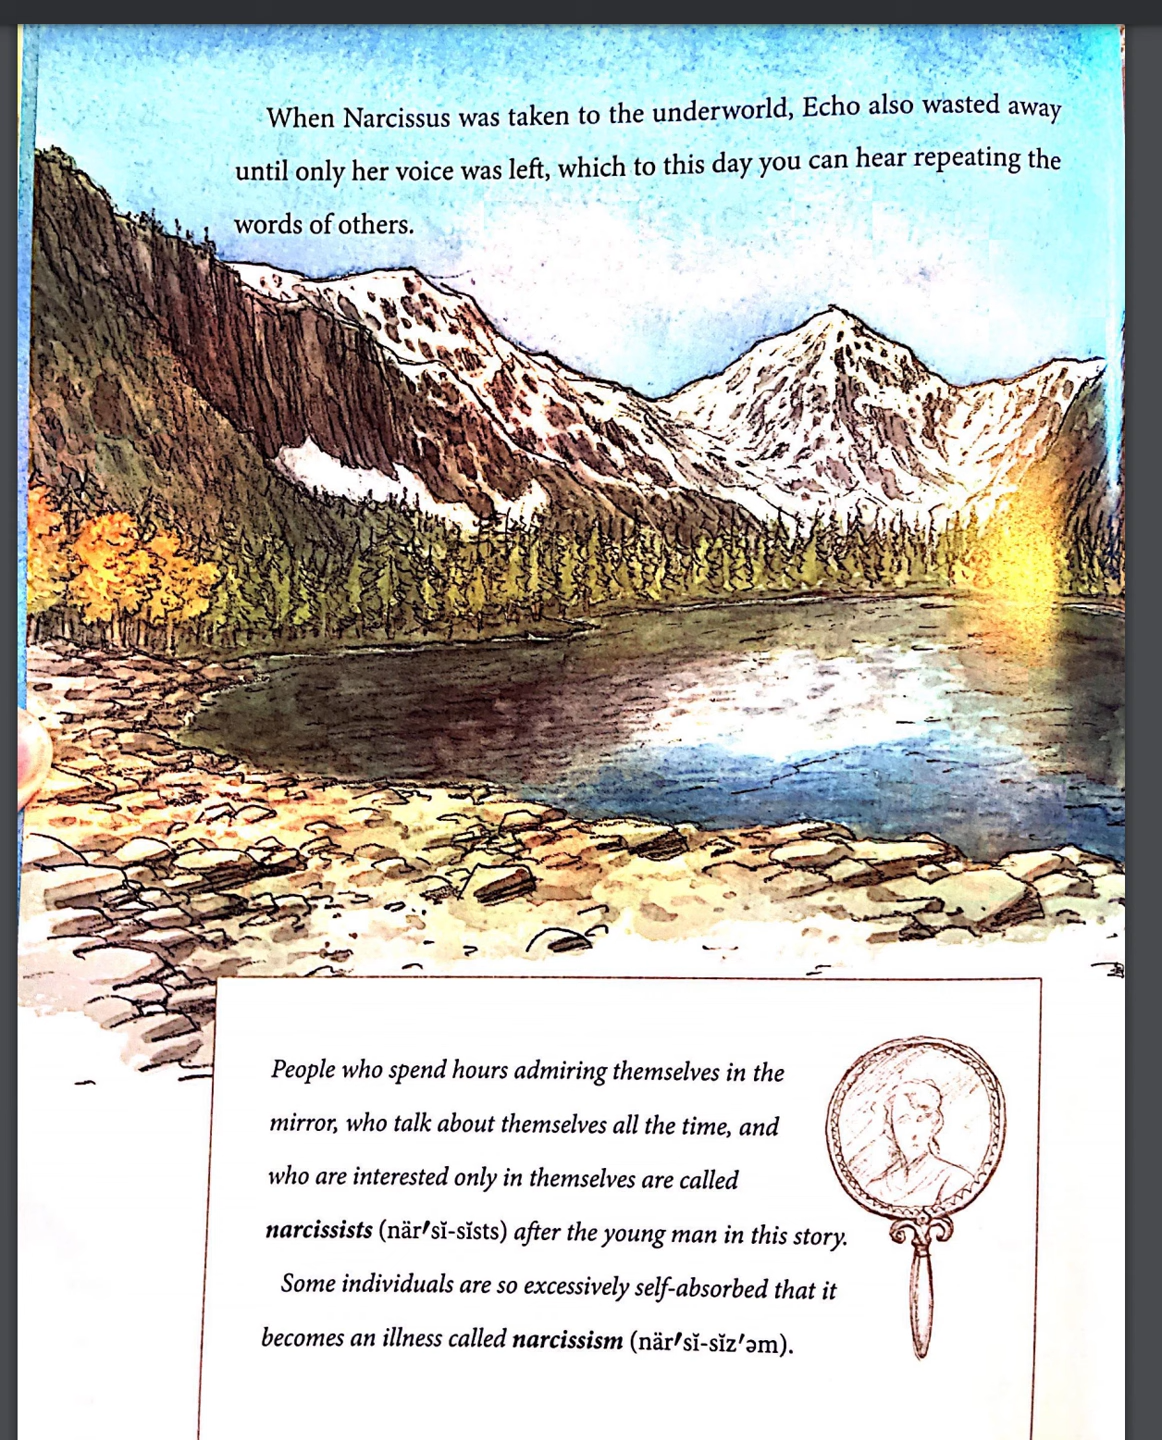 When Narcissus was taken to the underworld, Echo also wasted away
until only her voice was left, which to this day you can hear repeating the
words of others.
People who spend hours admiring themselves in the
mirror, who talk about themselves all the time, and
who are interested only in themselves are called
narcissists (när′sĭ-sĭsts) after the young man in this story.
Some individuals are so excessively self-absorbed that it
becomes an illness called narcissism (när′sĭ-sĭz′əm).